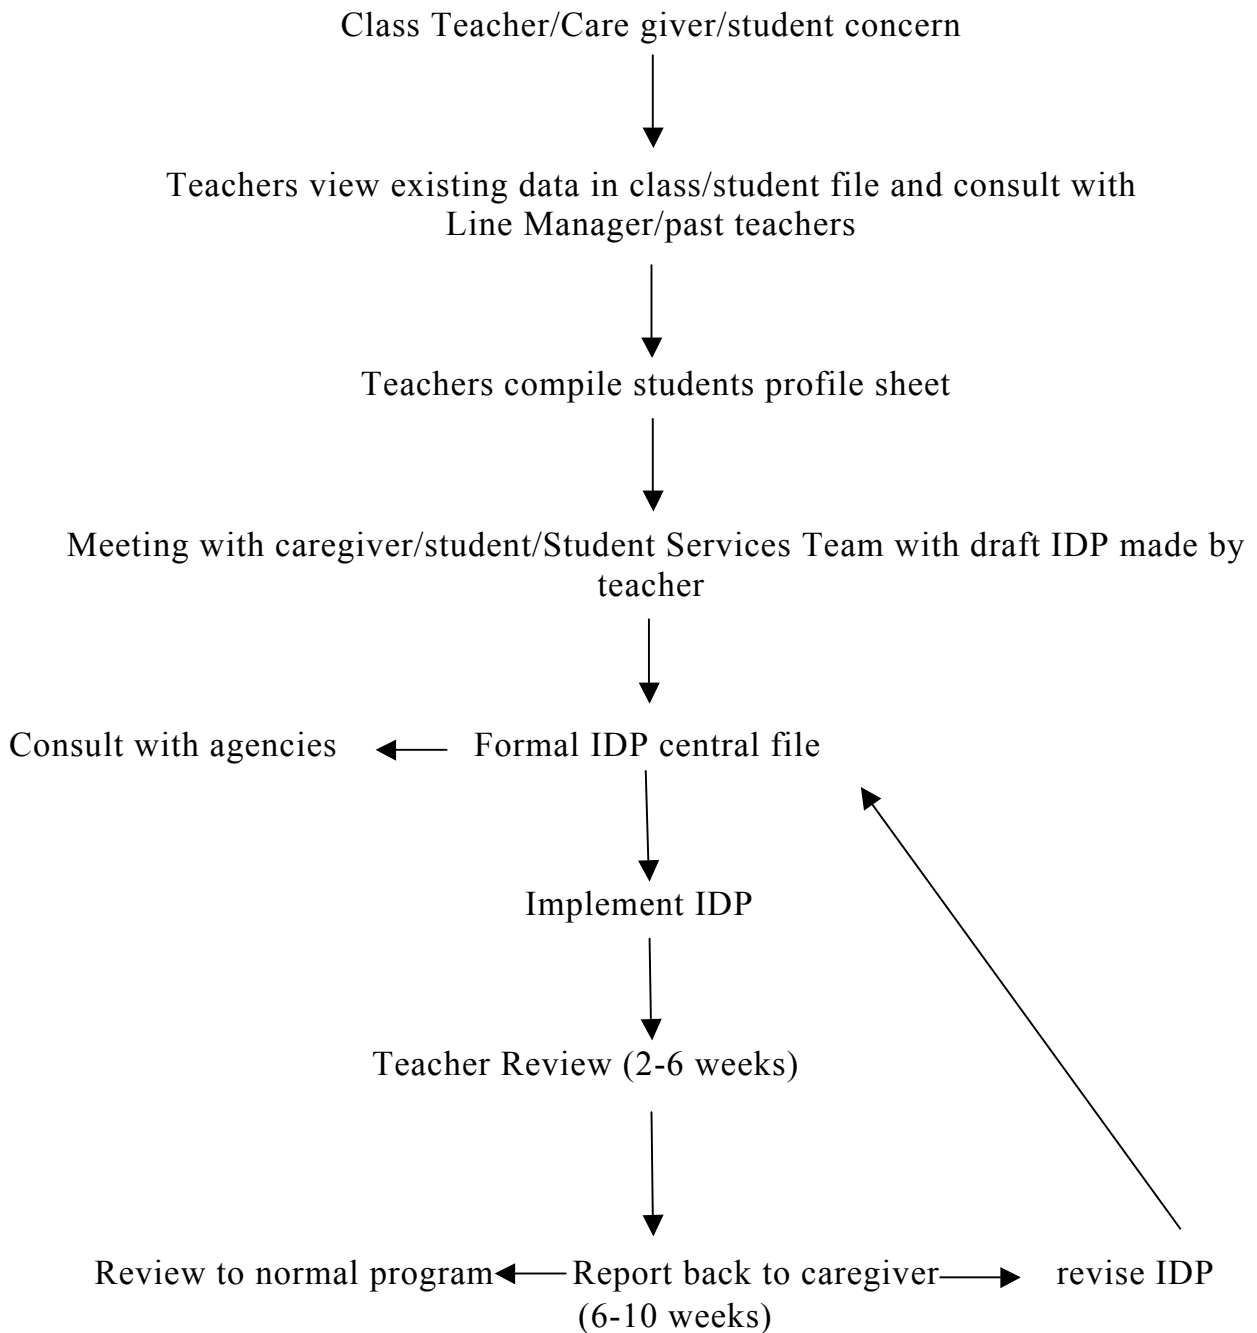 Class Teacher/Care giver/student concern
Teachers view existing data in class/student file and consult with
Line Manager/past teachers
Teachers compile students profile sheet
Meeting with caregiver/student/Student Services Team with draft IDP made by
teacher
Consult with agencies Formal IDP central file
Implement IDP
Teacher Review (2-6 weeks)
Review to normal program Report back to caregiver revise IDP
(6-10 weeks)